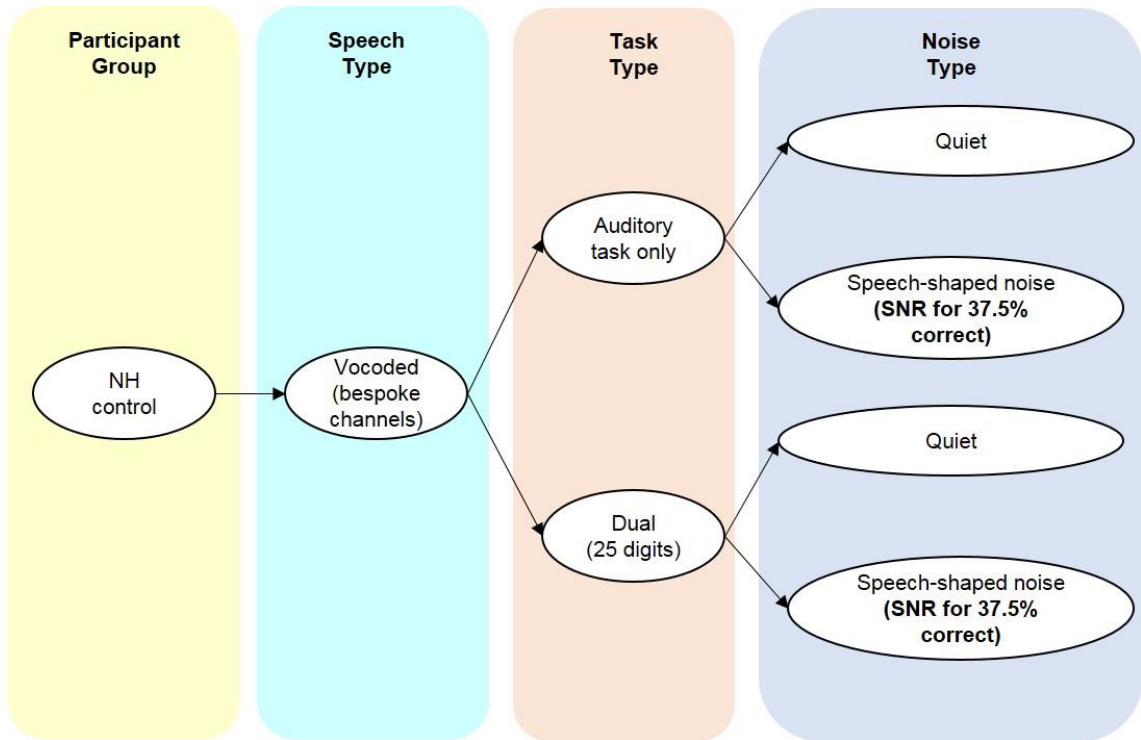 Participant
Group
Speech
Type
Task
Type
Noise
Type
NH
control
Vocoded
(bespoke
channels)
Auditory
task only
Dual
(25 digits)
Quiet
Speech-shaped noise
(SNR for 37.5%
correct)
Quiet
Speech-shaped noise
(SNR for 37.5%
correct)